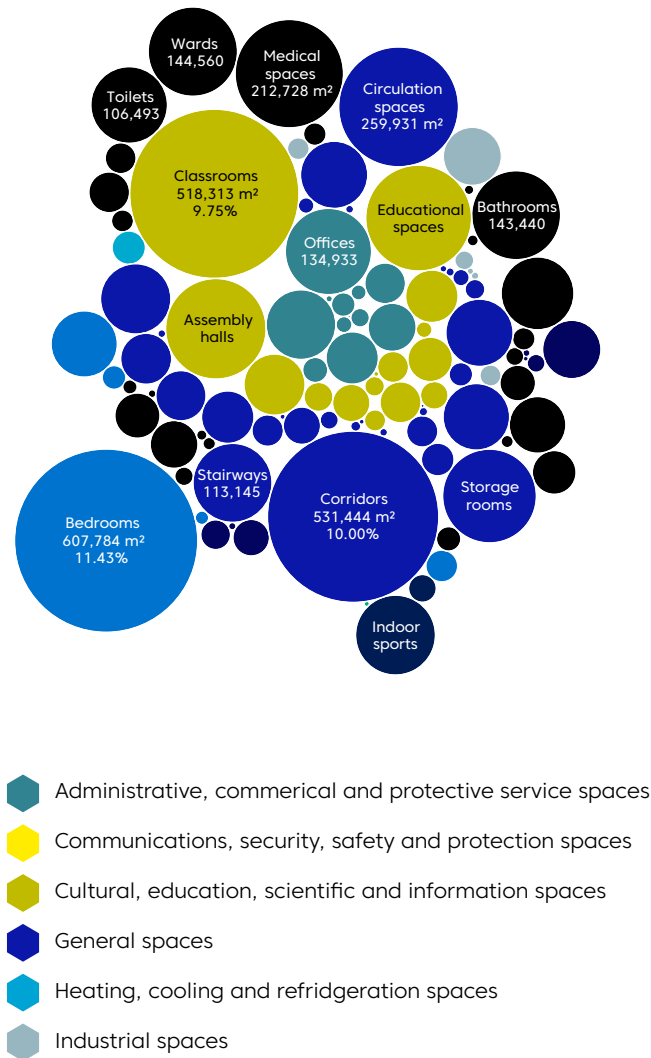 Wards
144,560
Medical
spaces
212,728 m²
Circulation
spaces
259,931 m²
Toilets
106,493
Classrooms
518,313 m²
9.75%
Educational
spaces
Bathrooms
143,440
Offices
134,933
Assembly
halls
Stairways
113,145
Corridors
531,444 m²
10.00%
Storage
rooms
Bedrooms
607,784 m²
11.43%
Indoor
sports
Administrative, commerical and protective service spaces
Communications, security, safety and protection spaces
Cultural, education, scientific and information spaces
General spaces
Heating, cooling and refridgeration spaces
Industrial spaces